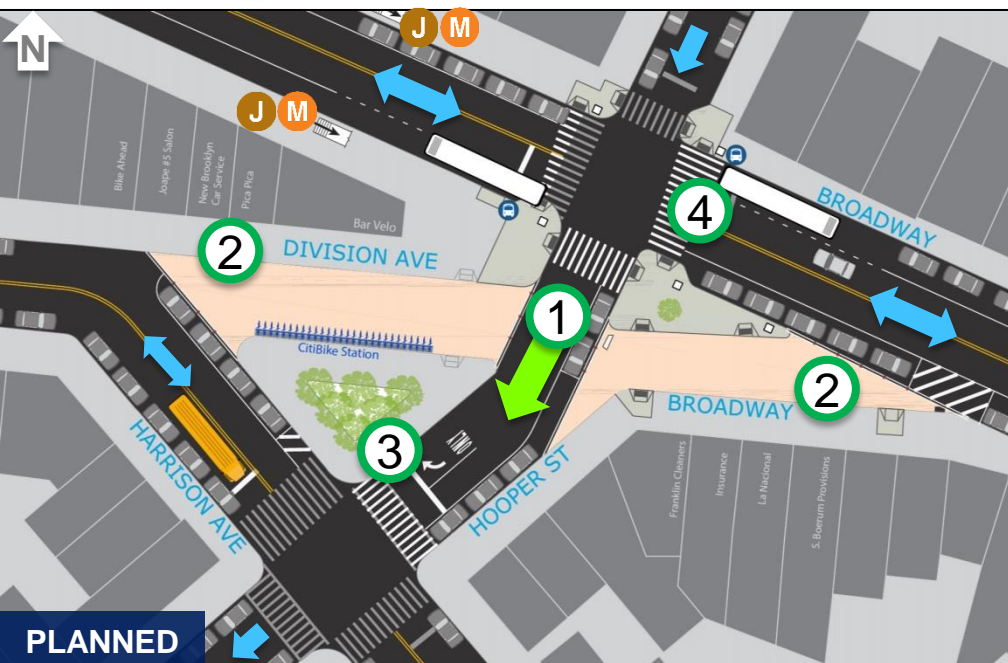 N
J M
J M
Bike Ahead
Joape #5 Salon
New Brooklyn
Car Service
Pica Pica
Bar Velo
2
DIVISION AVE
4
BROADWAY
1
CitiBike Station
2
BROADWAY
3
HARRISON AVE
HOOPER ST
Franklin Cleaners
Insurance
La Nacional
S. Boerum Provisions
PLANNED